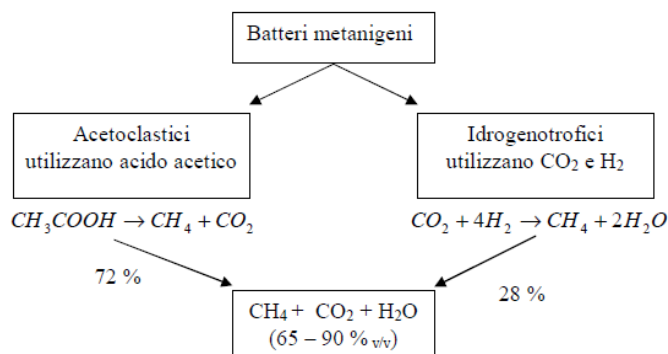 Batteri metanigeni
Acetoclastici
utilizzano acido acetico
Idrogenotrofici
utilizzano CO₂ e H₂
CH₃COOH → CH₄ + CO₂
CO₂ + 4H₂ → CH₄ + 2H₂O
72 %
28 %
CH₄ + CO₂ + H₂O
(65 – 90 % v/v)